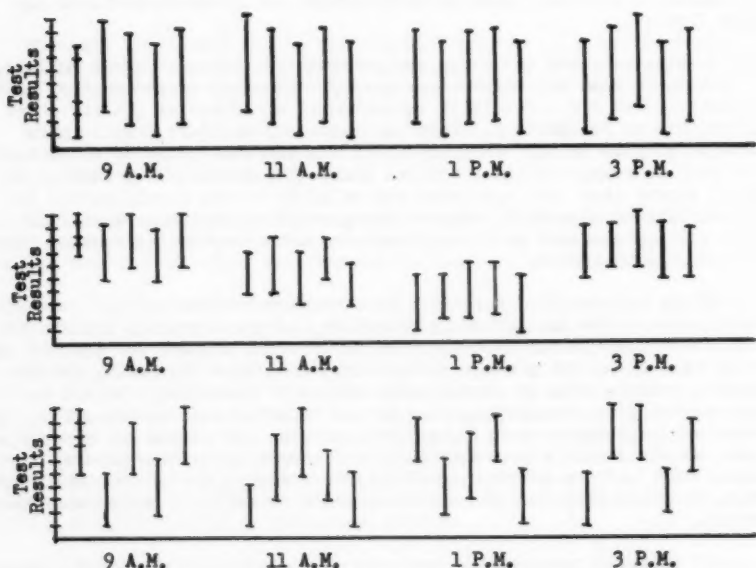 Test
Results
9 A.M.
11 A.M.
1 P.M.
3 P.M.
Test
Results
9 A.M.
11 A.M.
1 P.M.
3 P.M.
Test
Results
9 A.M.
11 A.M.
1 P.M.
3 P.M.